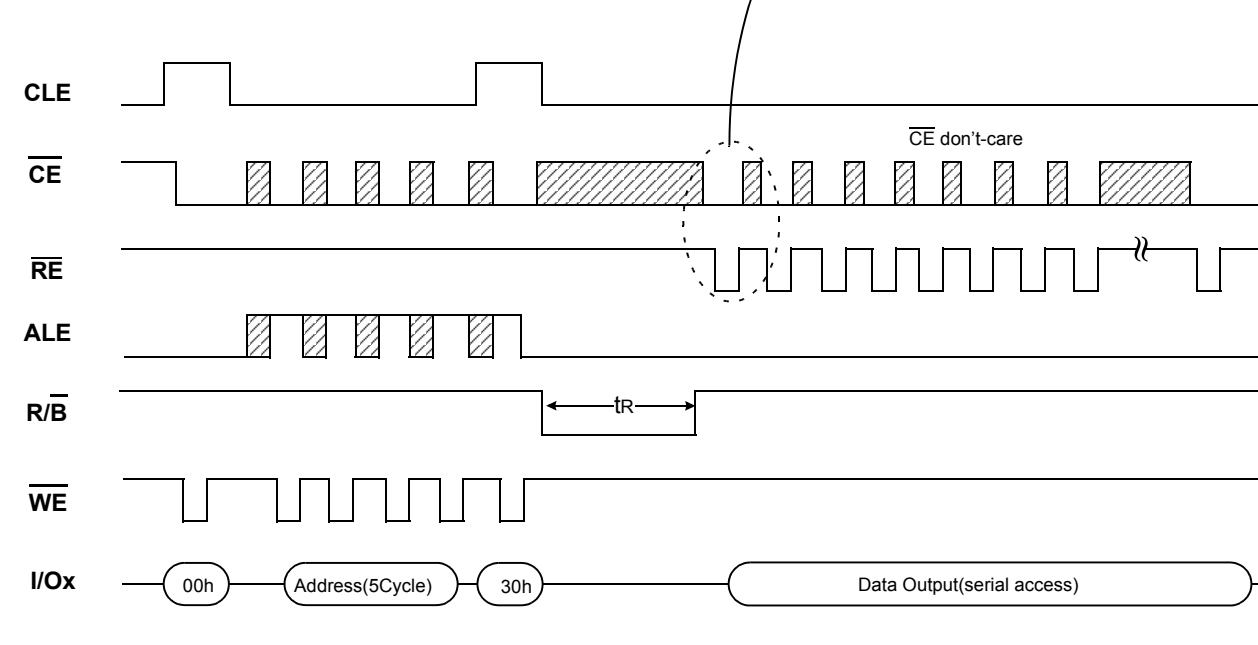 CLE
CE
CE don't-care
RE
ALE
R/B
tR
WE
I/Ox
00h
Address(5Cycle)
30h
Data Output(serial access)